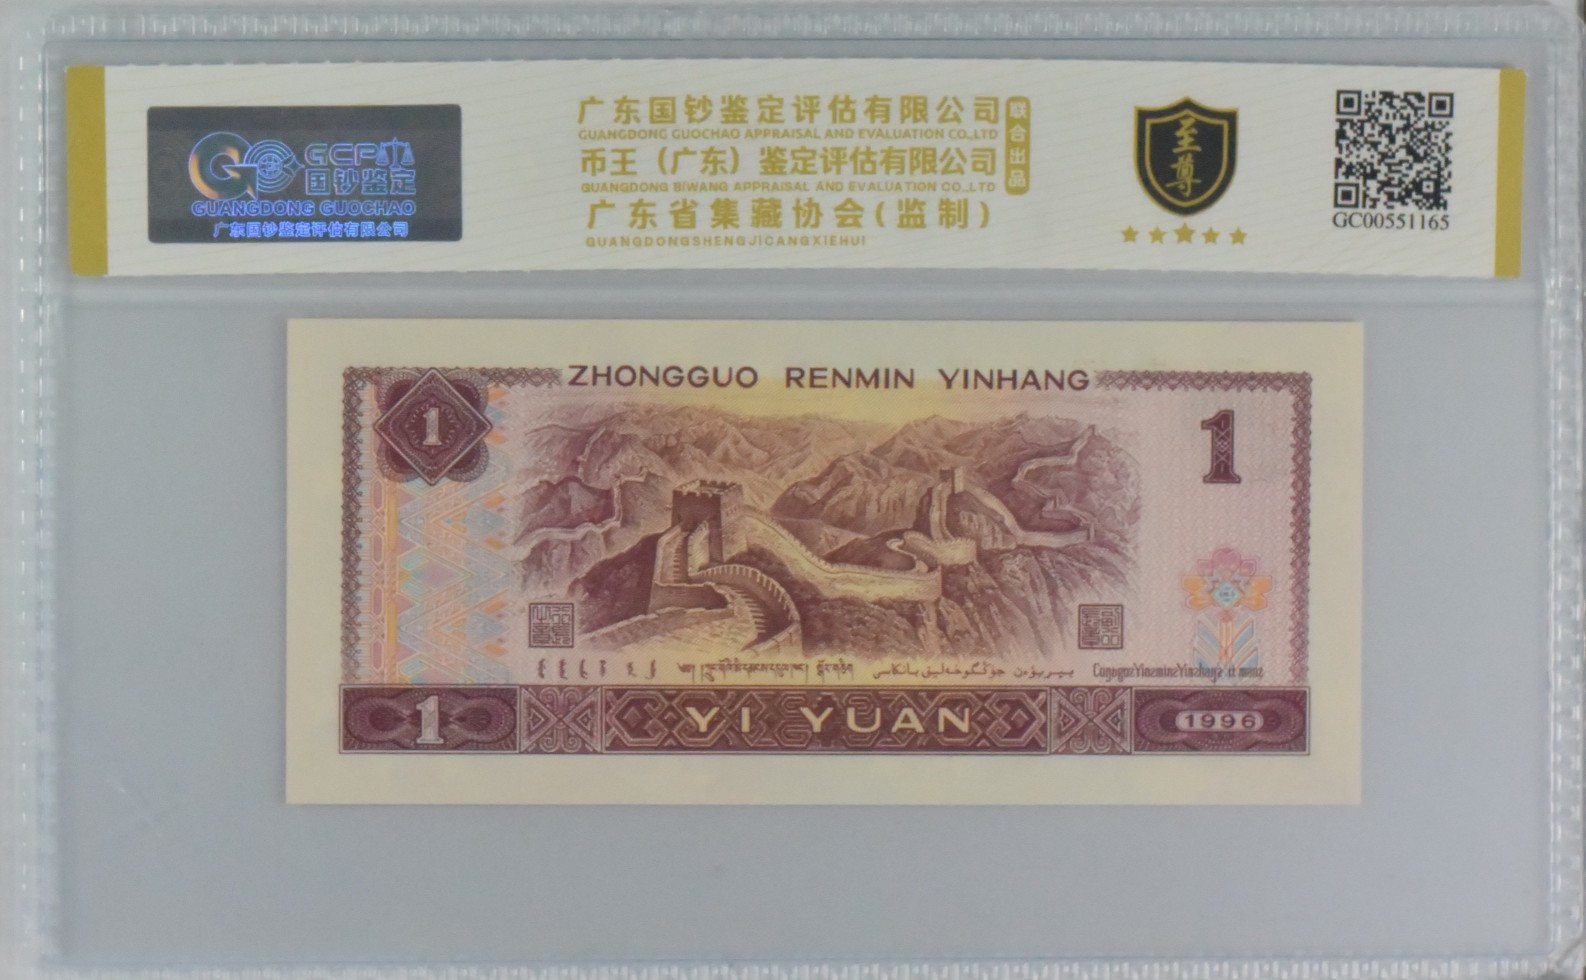 GCP
国钞鉴定
GUANGDONG GUOCHAO
广东国钞鉴定评估有限公司
广东国钞鉴定评估有限公司
GUANGDONG GUOCHAO APPRAISAL AND EVALUATION CO.,LTD
币王（广东）鉴定评估有限公司
GUANGDONG BIWANG APPRAISAL AND EVALUATION CO.,LTD
广东省集藏协会(监制)
GUANGDONGSHENGJICANGXIEHUI
联合出品
至尊
GC00551165
ZHONGGUO RENMIN YINHANG
1
1
1
YI YUAN
1996